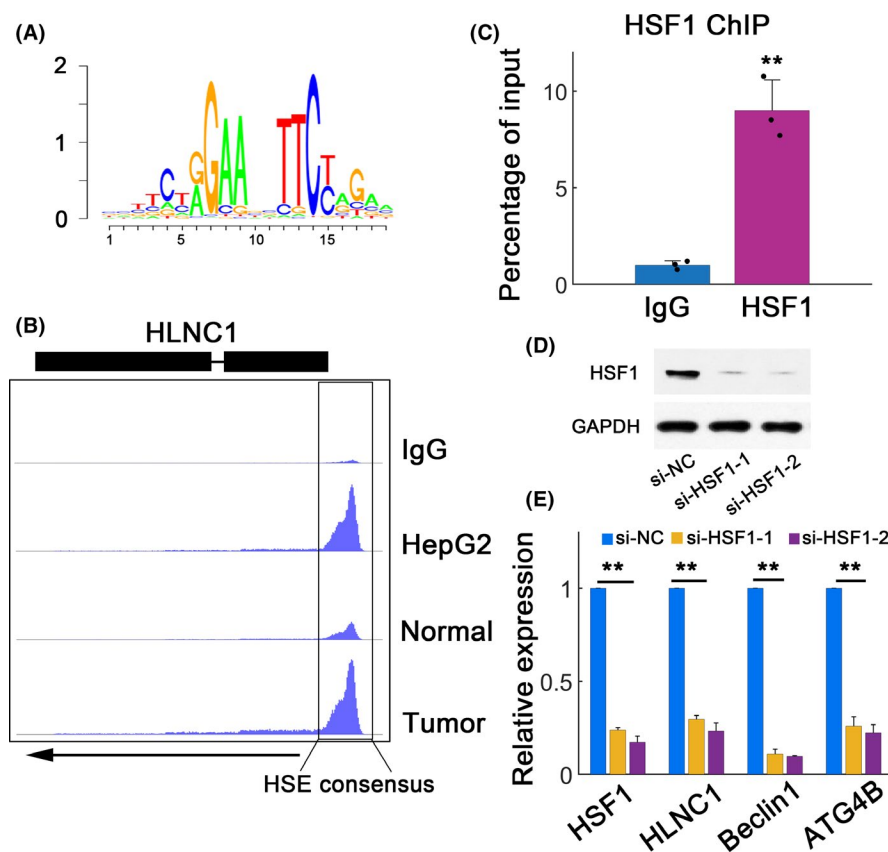 (A)
2
1
0
1 5 10 15
(C)
HSF1 ChIP
Percentage of input
10
5
0
**
IgG HSF1
(B)
HLNC1
IgG
HepG2
Normal
Tumor
HSE consensus
(D)
HSF1
GAPDH
si-NC si-HSF1-1 si-HSF1-2
(E)
si-NC si-HSF1-1 si-HSF1-2
Relative expression
1
0.5
0
** ** ** **
HSF1 HLNC1 Beclin1 ATG4B